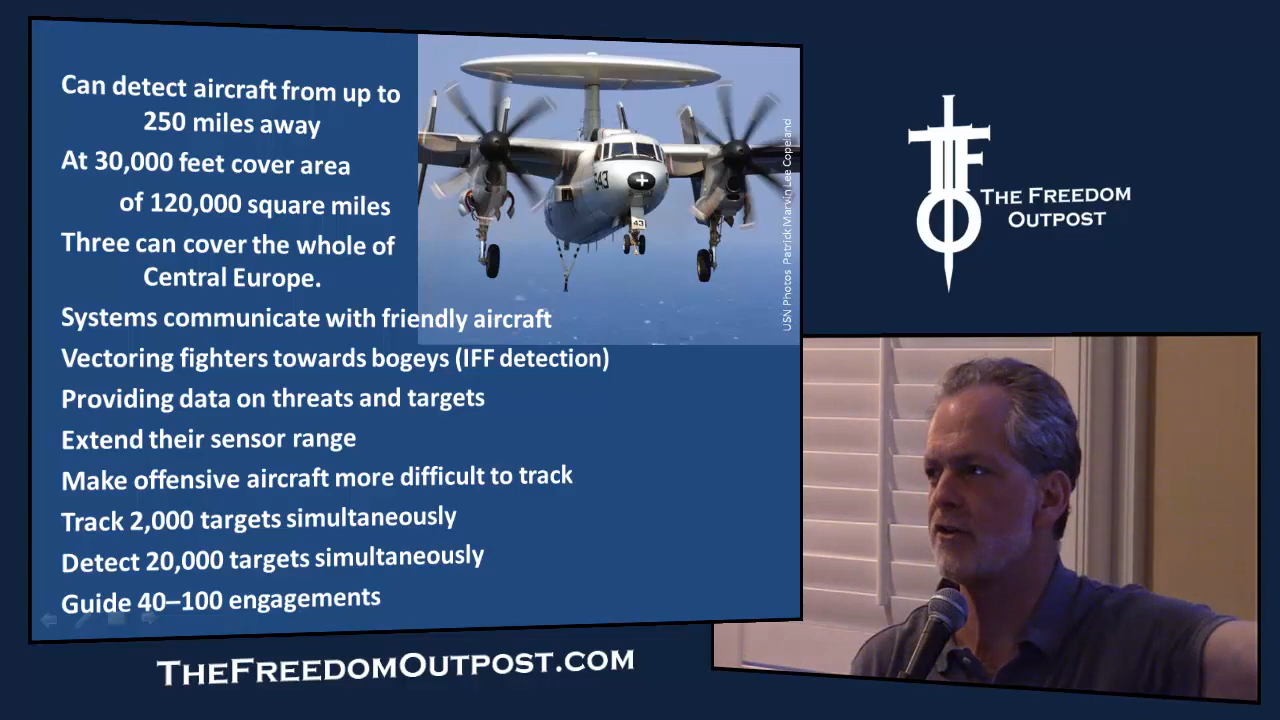 Can detect aircraft from up to
250 miles away
At 30,000 feet cover area
of 120,000 square miles
Three can cover the whole of
Central Europe.
Systems communicate with friendly aircraft
Vectoring fighters towards bogeys (IFF detection)
Providing data on threats and targets
Extend their sensor range
Make offensive aircraft more difficult to track
Track 2,000 targets simultaneously
Detect 20,000 targets simultaneously
Guide 40–100 engagements
643
43
USN Photos Patrick Marvin Lee Copeland
TFO
The Freedom
Outpost
TheFreedomOutpost.com